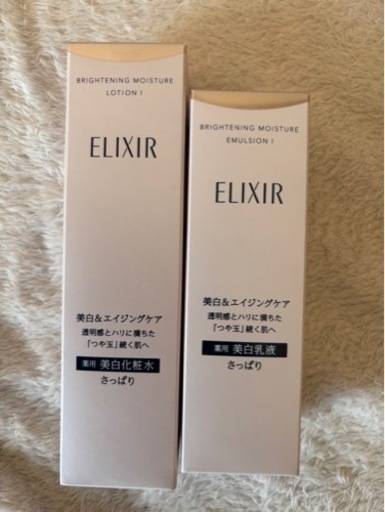 BRIGHTENING MOISTURE
LOTION I
ELIXIR
美白&エイジングケア
透明感とハリに満ちた
「つや玉」続く肌へ
薬用 美白化粧水
さっぱり
BRIGHTENING MOISTURE
EMULSION I
ELIXIR
美白&エイジングケア
透明感とハリに満ちた
「つや玉」続く肌へ
薬用 美白乳液
さっぱり